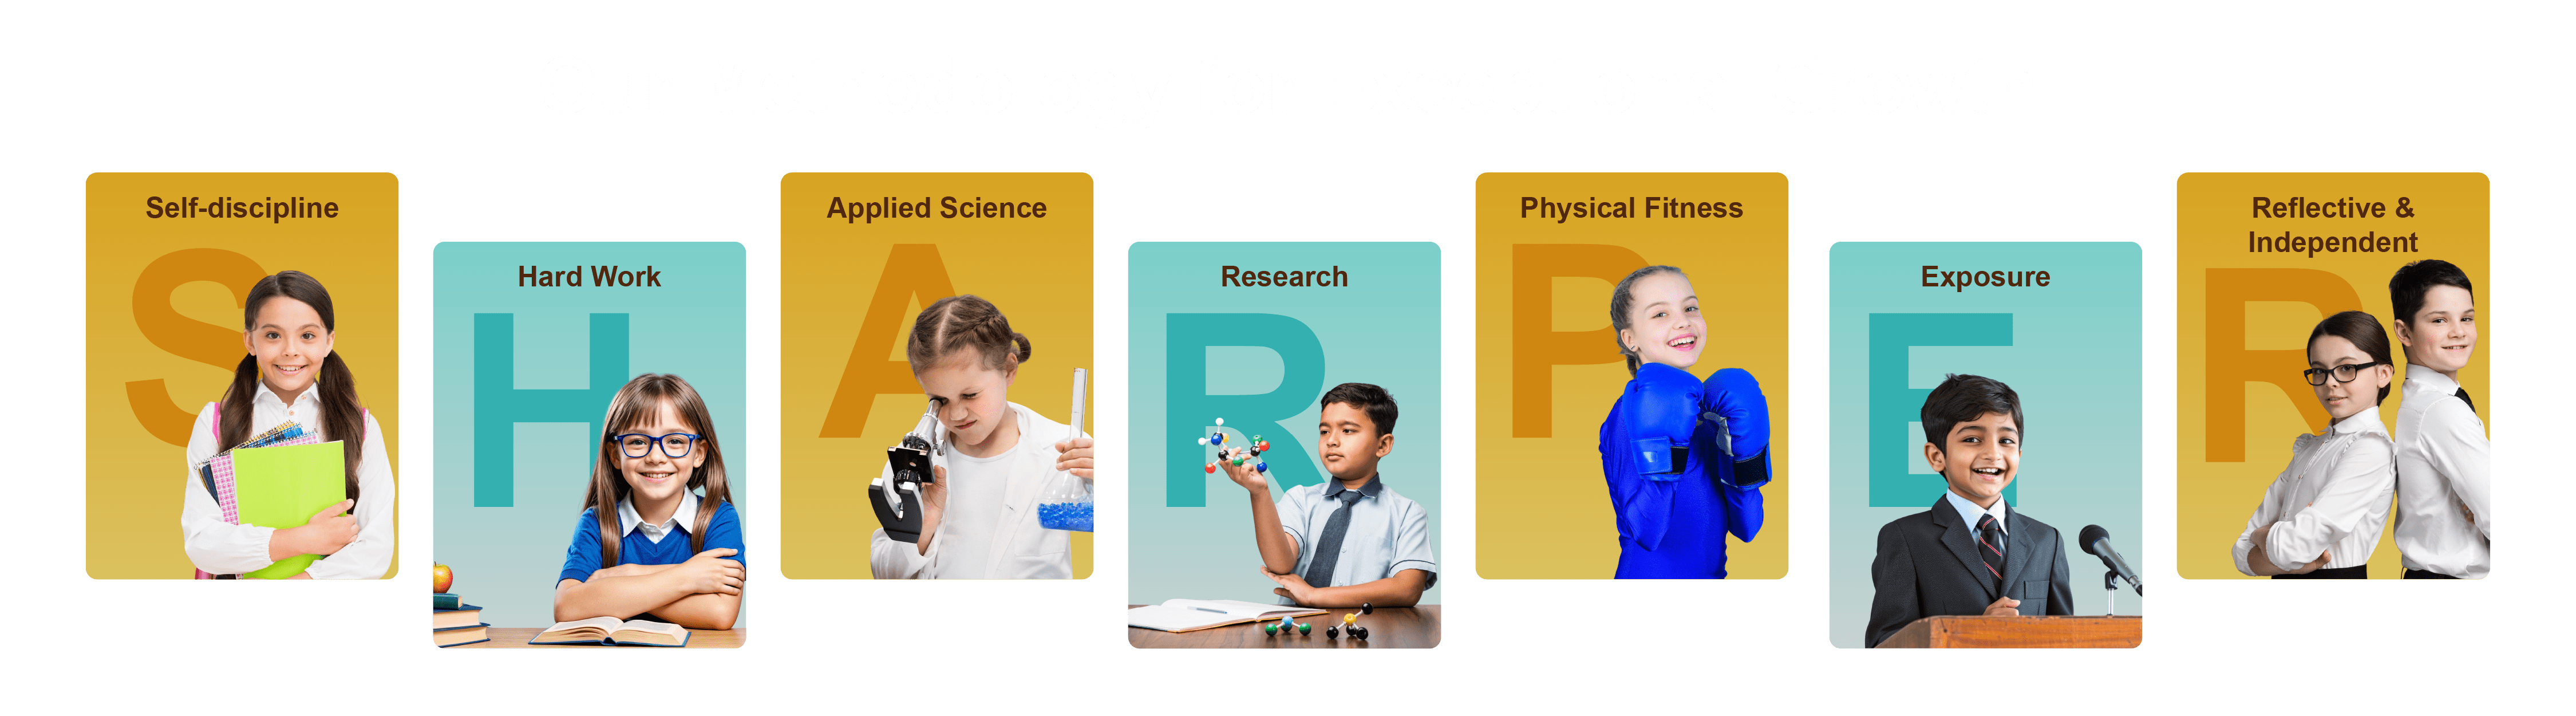 Self-discipline
S
Hard Work
H
Applied Science
A
Research
R
Physical Fitness
P
Exposure
E
Reflective &
Independent
R